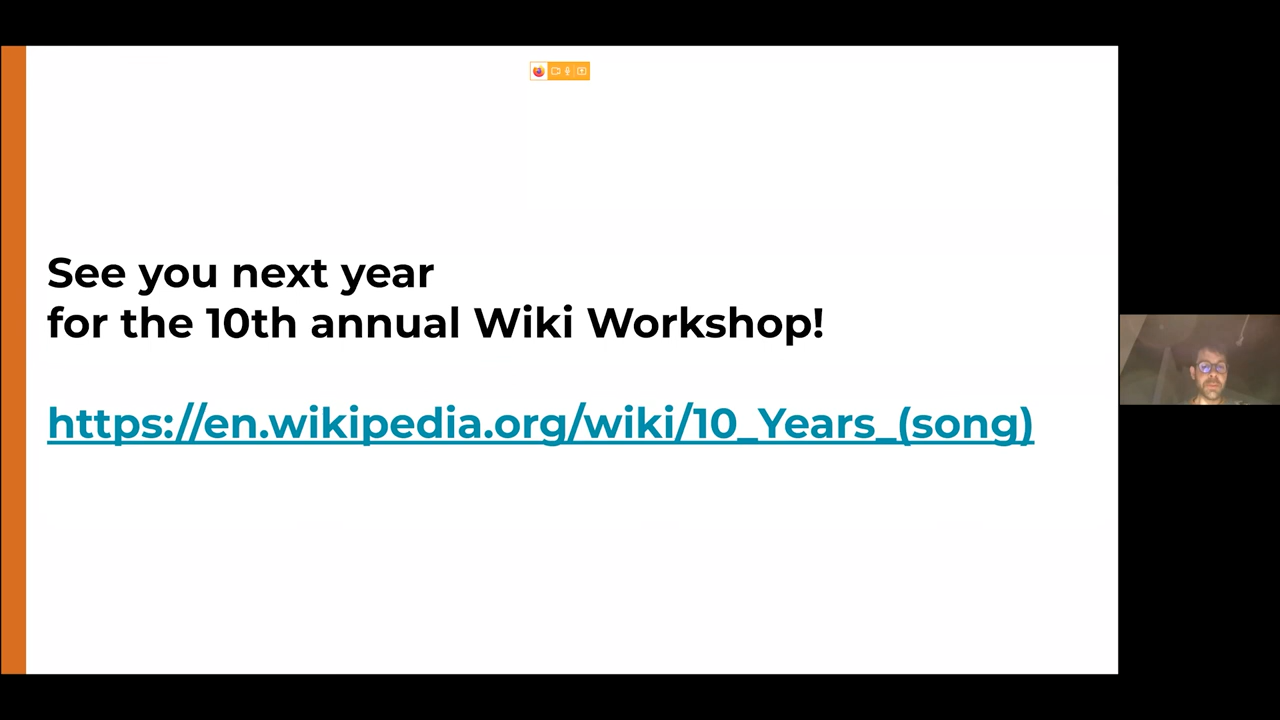 See you next year
for the 10th annual Wiki Workshop!
https://en.wikipedia.org/wiki/10_Years_(song)